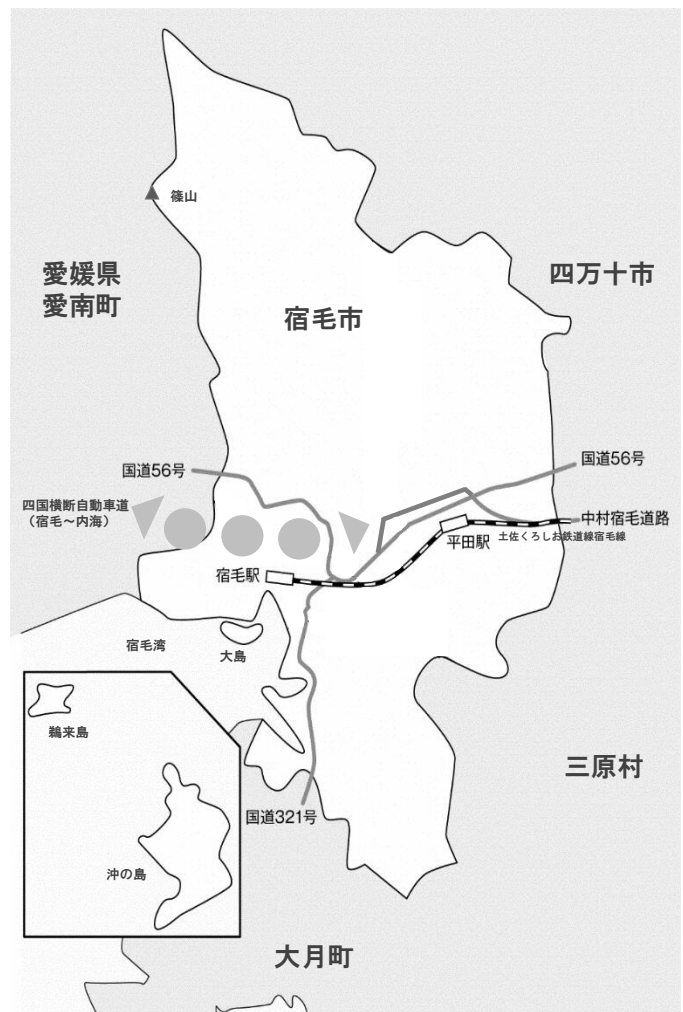 篠山
愛媛県
愛南町
四万十市
宿毛市
国道56号
国道56号
四国横断自動車道
（宿毛～内海）
中村宿毛道路
土佐くろしお鉄道線宿毛線
平田駅
宿毛駅
宿毛湾
大島
鵜来島
三原村
国道321号
沖の島
大月町